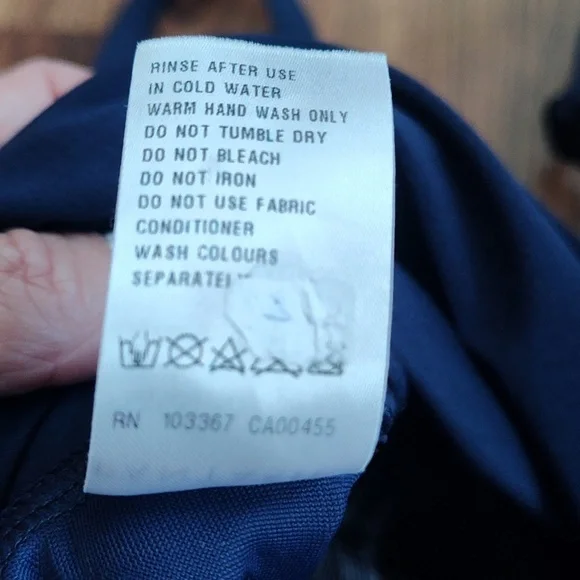 RINSE AFTER USE
IN COLD WATER
WARM HAND WASH ONLY
DO NOT TUMBLE DRY
DO NOT BLEACH
DO NOT IRON
DO NOT USE FABRIC
CONDITIONER
WASH COLOURS
RN 103367 CA00455